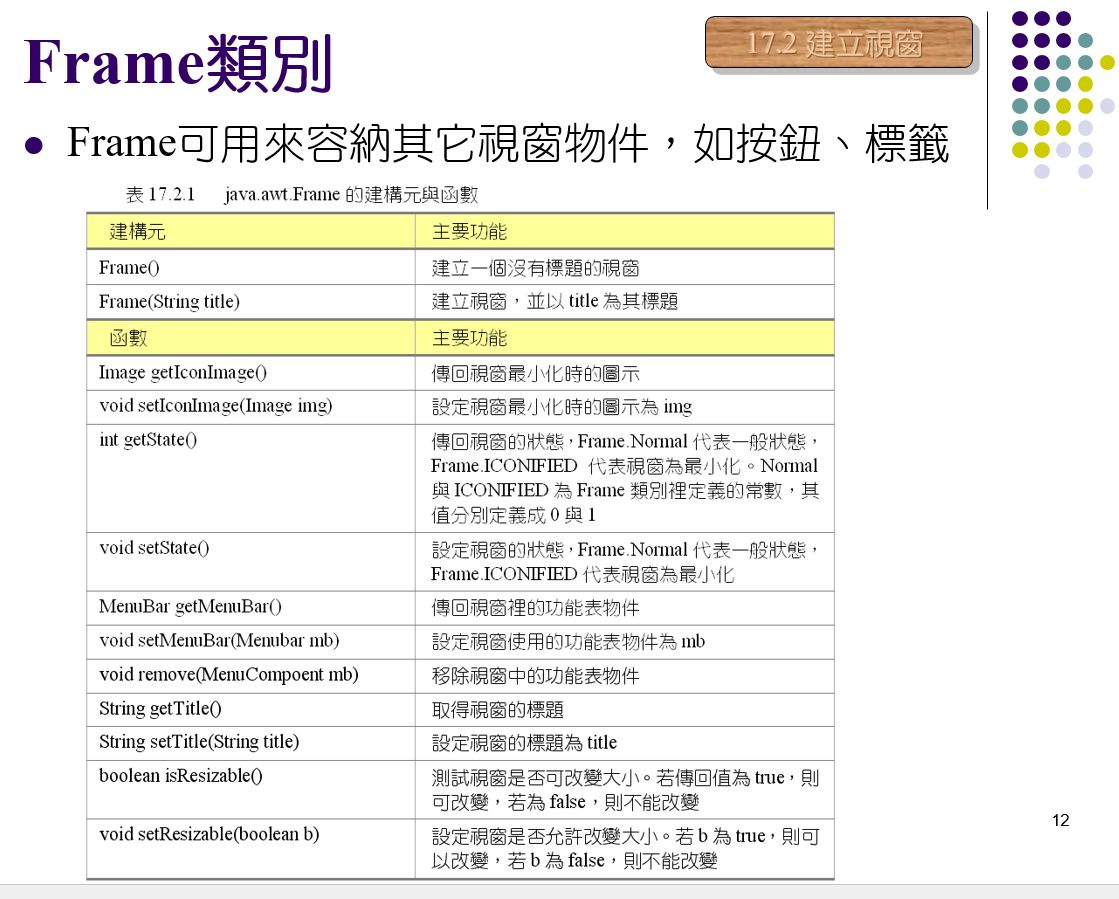 Frame類別
17.2 建立視窗
Frame可用來容納其它視窗物件，如按鈕、標籤
表 17.2.1 java.awt.Frame 的建構元與函數
建構元 主要功能
Frame() 建立一個沒有標題的視窗
Frame(String title) 建立視窗，並以 title 為其標題
函數 主要功能
Image getIconImage() 傳回視窗最小化時的圖示
void setIconImage(Image img) 設定視窗最小化時的圖示為 img
int getState() 傳回視窗的狀態，Frame.Normal 代表一般狀態，
Frame.ICONIFIED 代表視窗為最小化。Normal
與 ICONIFIED 為 Frame 類別裡定義的常數，其
值分別定義成 0 與 1
void setState() 設定視窗的狀態，Frame.Normal 代表一般狀態，
Frame.ICONIFIED 代表視窗為最小化
MenuBar getMenuBar() 傳回視窗裡的功能表物件
void setMenuBar(Menubar mb) 設定視窗使用的功能表物件為 mb
void remove(MenuCompoent mb) 移除視窗中的功能表物件
String getTitle() 取得視窗的標題
String setTitle(String title) 設定視窗的標題為 title
boolean isResizable() 測試視窗是否可改變大小。若傳回值為 true，則
可改變，若為 false，則不能改變
void setResizable(boolean b) 設定視窗是否允許改變大小。若 b 為 true，則可
以改變，若 b 為 false，則不能改變
12